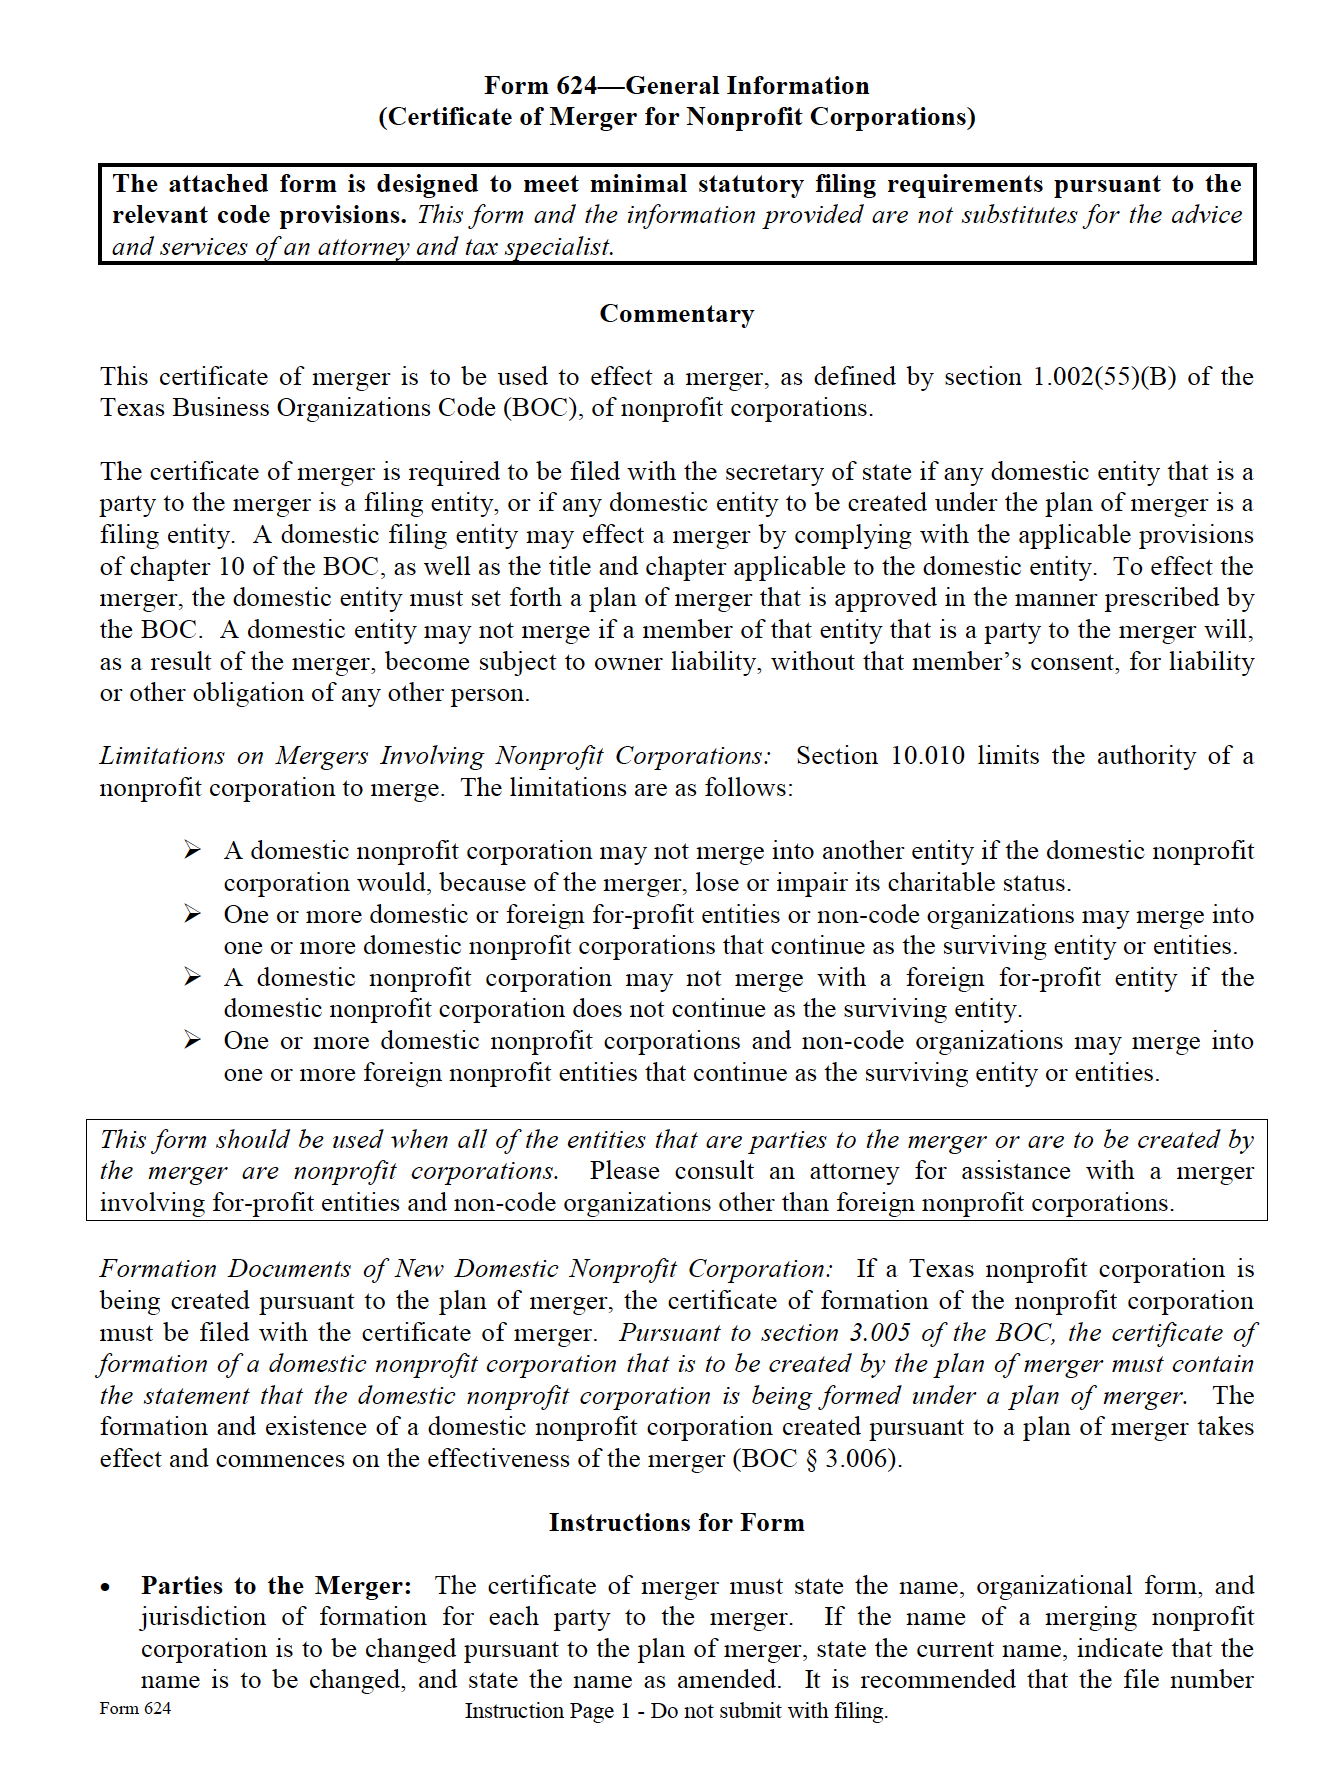 Form 624—General Information
(Certificate of Merger for Nonprofit Corporations)
The attached form is designed to meet minimal statutory filing requirements pursuant to the
relevant code provisions. This form and the information provided are not substitutes for the advice
and services of an attorney and tax specialist.
Commentary
This certificate of merger is to be used to effect a merger, as defined by section 1.002(55)(B) of the
Texas Business Organizations Code (BOC), of nonprofit corporations.
The certificate of merger is required to be filed with the secretary of state if any domestic entity that is a
party to the merger is a filing entity, or if any domestic entity to be created under the plan of merger is a
filing entity. A domestic filing entity may effect a merger by complying with the applicable provisions
of chapter 10 of the BOC, as well as the title and chapter applicable to the domestic entity. To effect the
merger, the domestic entity must set forth a plan of merger that is approved in the manner prescribed by
the BOC. A domestic entity may not merge if a member of that entity that is a party to the merger will,
as a result of the merger, become subject to owner liability, without that member’s consent, for liability
or other obligation of any other person.
Limitations on Mergers Involving Nonprofit Corporations: Section 10.010 limits the authority of a
nonprofit corporation to merge. The limitations are as follows:
➢ A domestic nonprofit corporation may not merge into another entity if the domestic nonprofit
corporation would, because of the merger, lose or impair its charitable status.
➢ One or more domestic or foreign for-profit entities or non-code organizations may merge into
one or more domestic nonprofit corporations that continue as the surviving entity or entities.
➢ A domestic nonprofit corporation may not merge with a foreign for-profit entity if the
domestic nonprofit corporation does not continue as the surviving entity.
➢ One or more domestic nonprofit corporations and non-code organizations may merge into
one or more foreign nonprofit entities that continue as the surviving entity or entities.
This form should be used when all of the entities that are parties to the merger or are to be created by
the merger are nonprofit corporations. Please consult an attorney for assistance with a merger
involving for-profit entities and non-code organizations other than foreign nonprofit corporations.
Formation Documents of New Domestic Nonprofit Corporation: If a Texas nonprofit corporation is
being created pursuant to the plan of merger, the certificate of formation of the nonprofit corporation
must be filed with the certificate of merger. Pursuant to section 3.005 of the BOC, the certificate of
formation of a domestic nonprofit corporation that is to be created by the plan of merger must contain
the statement that the domestic nonprofit corporation is being formed under a plan of merger. The
formation and existence of a domestic nonprofit corporation created pursuant to a plan of merger takes
effect and commences on the effectiveness of the merger (BOC § 3.006).
Instructions for Form
• Parties to the Merger: The certificate of merger must state the name, organizational form, and
jurisdiction of formation for each party to the merger. If the name of a merging nonprofit
corporation is to be changed pursuant to the plan of merger, state the current name, indicate that the
name is to be changed, and state the name as amended. It is recommended that the file number
Form 624
Instruction Page 1 - Do not submit with filing.